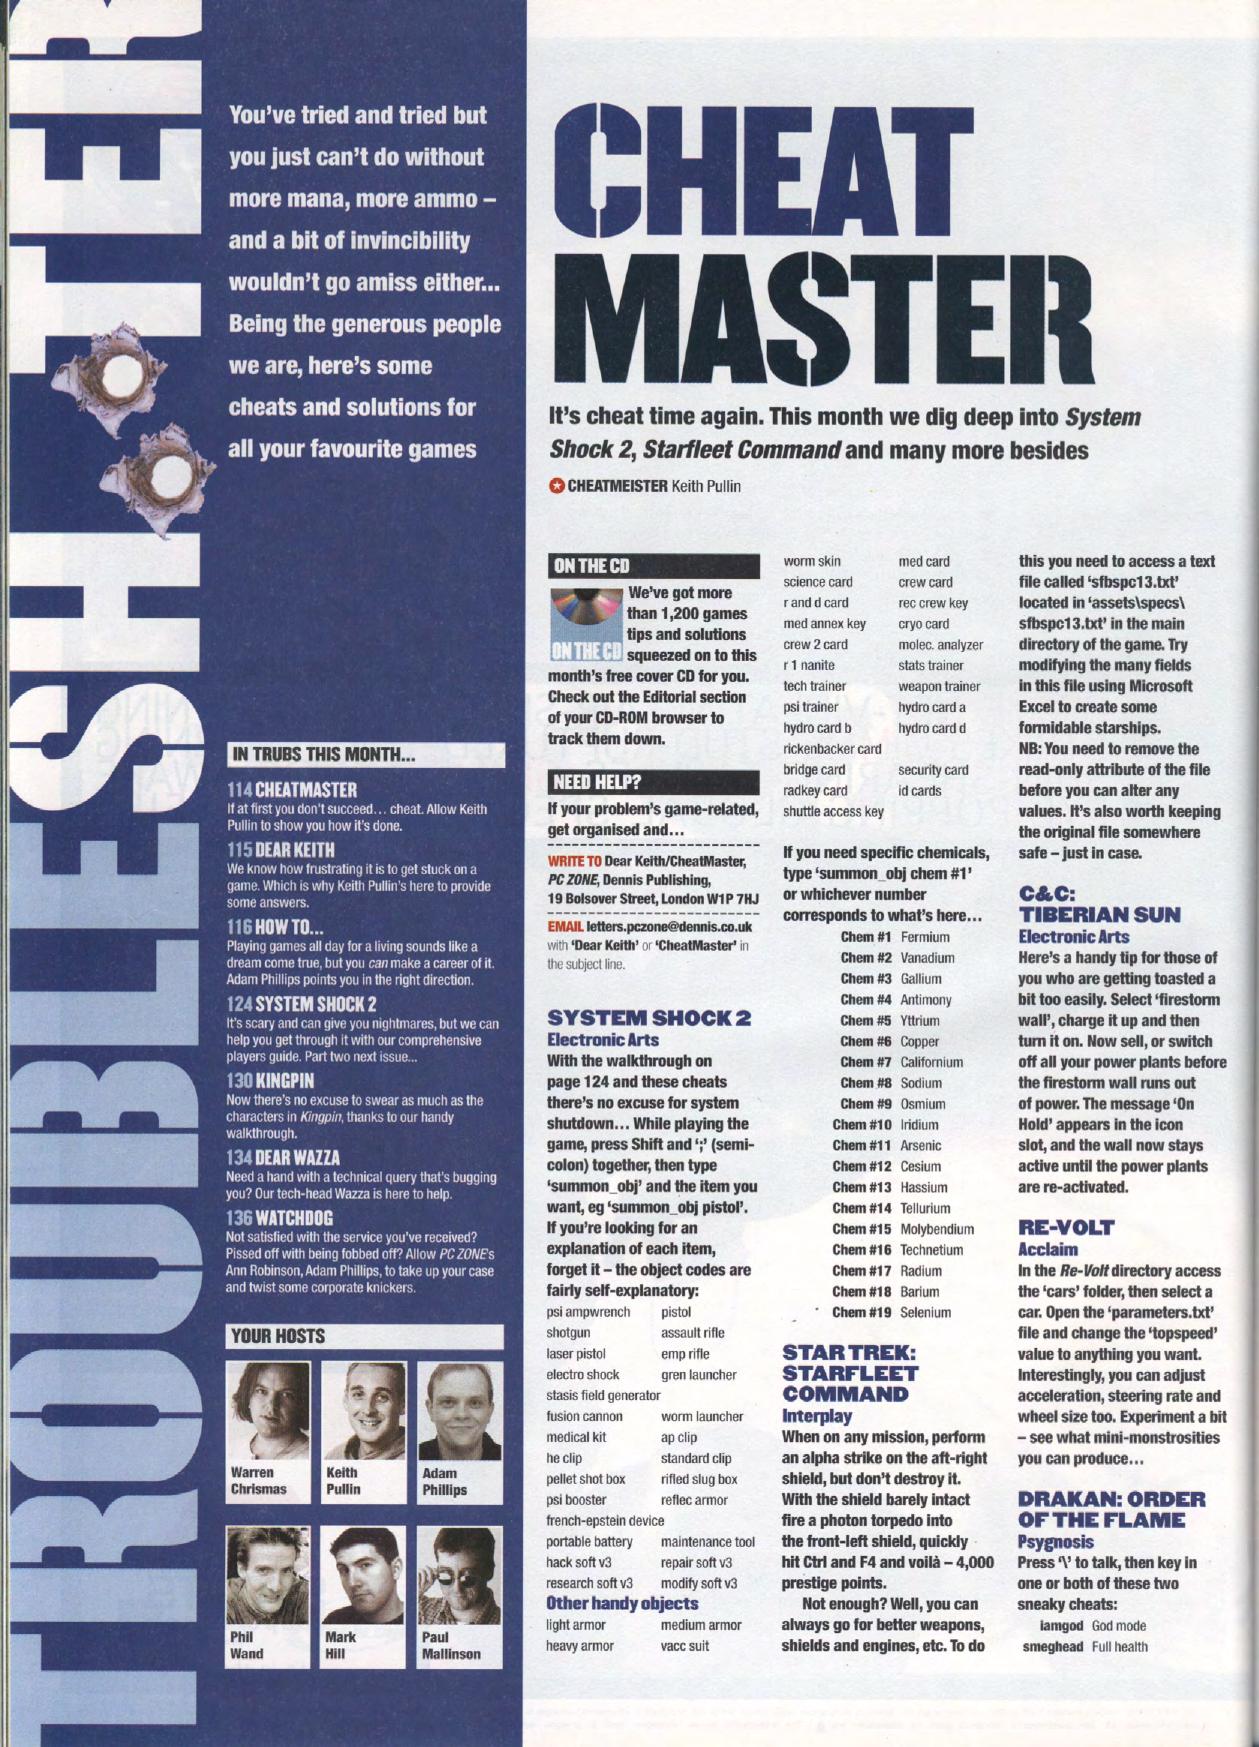 TROUBLESHOOTER
You've tried and tried but
you just can't do without
more mana, more ammo –
and a bit of invincibility
wouldn't go amiss either...
Being the generous people
we are, here's some
cheats and solutions for
all your favourite games
IN TRUBS THIS MONTH...
114 CHEATMASTER
If at first you don't succeed... cheat. Allow Keith
Pullin to show you how it's done.
115 DEAR KEITH
We know how frustrating it is to get stuck on a
game. Which is why Keith Pullin's here to provide
some answers.
116 HOW TO...
Playing games all day for a living sounds like a
dream come true, but you can make a career of it.
Adam Phillips points you in the right direction.
124 SYSTEM SHOCK 2
It's scary and can give you nightmares, but we can
help you get through it with our comprehensive
players guide. Part two next issue...
130 KINGPIN
Now there's no excuse to swear as much as the
characters in Kingpin, thanks to our handy
walkthrough.
134 DEAR WAZZA
Need a hand with a technical query that's bugging
you? Our tech-head Wazza is here to help.
136 WATCHDOG
Not satisfied with the service you've received?
Pissed off with being fobbed off? Allow PC ZONE's
Ann Robinson, Adam Phillips, to take up your case
and twist some corporate knickers.
YOUR HOSTS
Warren
Chrismas
Keith
Pullin
Adam
Phillips
Phil
Wand
Mark
Hill
Paul
Mallinson
CHEAT
MASTER
It's cheat time again. This month we dig deep into System
Shock 2, Starfleet Command and many more besides
CHEATMEISTER Keith Pullin
ON THE CD
ON THE CD
We've got more
than 1,200 games
tips and solutions
squeezed on to this
month's free cover CD for you.
Check out the Editorial section
of your CD-ROM browser to
track them down.
NEED HELP?
If your problem's game-related,
get organised and...
WRITE TO Dear Keith/CheatMaster,
PC ZONE, Dennis Publishing,
19 Bolsover Street, London W1P 7HJ
EMAIL letters.pczone@dennis.co.uk
with 'Dear Keith' or 'CheatMaster' in
the subject line.
SYSTEM SHOCK 2
Electronic Arts
With the walkthrough on
page 124 and these cheats
there's no excuse for system
shutdown... While playing the
game, press Shift and ';' (semi-
colon) together, then type
'summon_obj' and the item you
want, eg 'summon_obj pistol'.
If you're looking for an
explanation of each item,
forget it – the object codes are
fairly self-explanatory:
psi ampwrench pistol
shotgun assault rifle
laser pistol emp rifle
electro shock gren launcher
stasis field generator
fusion cannon worm launcher
medical kit ap clip
he clip standard clip
pellet shot box rifled slug box
psi booster reflec armor
french-epstein device
portable battery maintenance tool
hack soft v3 repair soft v3
research soft v3 modify soft v3
Other handy objects
light armor medium armor
heavy armor vacc suit
worm skin med card
science card crew card
r and d card rec crew key
med annex key cryo card
crew 2 card molec. analyzer
r 1 nanite stats trainer
tech trainer weapon trainer
psi trainer hydro card a
hydro card b hydro card d
rickenbacker card
bridge card security card
radkey card id cards
shuttle access key
If you need specific chemicals,
type 'summon_obj chem #1'
or whichever number
corresponds to what's here...
Chem #1 Fermium
Chem #2 Vanadium
Chem #3 Gallium
Chem #4 Antimony
Chem #5 Yttrium
Chem #6 Copper
Chem #7 Californium
Chem #8 Sodium
Chem #9 Osmium
Chem #10 Iridium
Chem #11 Arsenic
Chem #12 Cesium
Chem #13 Hassium
Chem #14 Tellurium
Chem #15 Molybendium
Chem #16 Technetium
Chem #17 Radium
Chem #18 Barium
Chem #19 Selenium
STAR TREK:
STARFLEET
COMMAND
Interplay
When on any mission, perform
an alpha strike on the aft-right
shield, but don't destroy it.
With the shield barely intact
fire a photon torpedo into
the front-left shield, quickly
hit Ctrl and F4 and voilà – 4,000
prestige points.
Not enough? Well, you can
always go for better weapons,
shields and engines, etc. To do
this you need to access a text
file called 'sfbspc13.txt'
located in 'assets\specs\
sfbspc13.txt' in the main
directory of the game. Try
modifying the many fields
in this file using Microsoft
Excel to create some
formidable starships.
NB: You need to remove the
read-only attribute of the file
before you can alter any
values. It's also worth keeping
the original file somewhere
safe – just in case.
C&C:
TIBERIAN SUN
Electronic Arts
Here's a handy tip for those of
you who are getting toasted a
bit too easily. Select 'firestorm
wall', charge it up and then
turn it on. Now sell, or switch
off all your power plants before
the firestorm wall runs out
of power. The message 'On
Hold' appears in the icon
slot, and the wall now stays
active until the power plants
are re-activated.
RE-VOLT
Acclaim
In the Re-Volt directory access
the 'cars' folder, then select a
car. Open the 'parameters.txt'
file and change the 'topspeed'
value to anything you want.
Interestingly, you can adjust
acceleration, steering rate and
wheel size too. Experiment a bit
– see what mini-monstrosities
you can produce...
DRAKAN: ORDER
OF THE FLAME
Psygnosis
Press '\' to talk, then key in
one or both of these two
sneaky cheats:
iamgod God mode
smeghead Full health